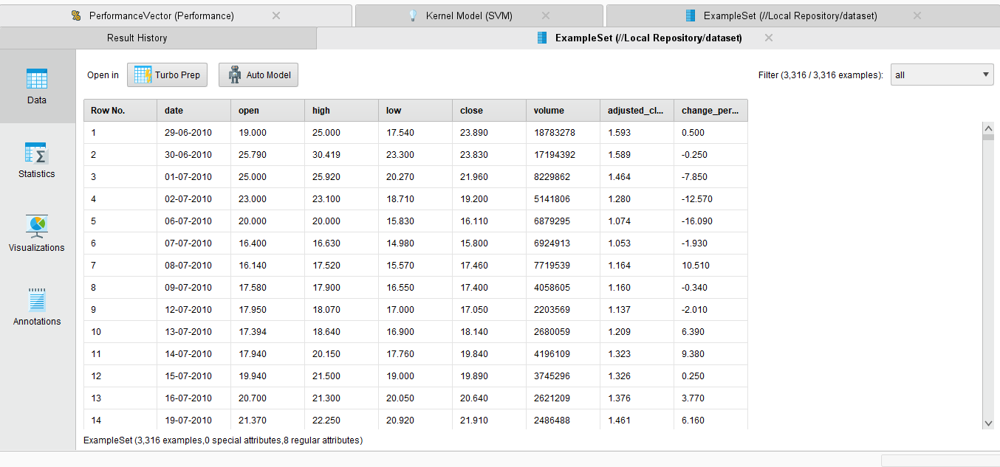 PerformanceVector (Performance) Kernel Model (SVM) ExampleSet (//Local Repository/dataset)
Result History ExampleSet (//Local Repository/dataset)
Data
Statistics
Visualizations
Annotations
Open in Turbo Prep Auto Model Filter (3,316 / 3,316 examples): all
Row No. date open high low close volume adjusted_cl... change_per...
1 29-06-2010 19.000 25.000 17.540 23.890 18783278 1.593 0.500
2 30-06-2010 25.790 30.419 23.300 23.830 17194392 1.589 -0.250
3 01-07-2010 25.000 25.920 20.270 21.960 8229862 1.464 -7.850
4 02-07-2010 23.000 23.100 18.710 19.200 5141806 1.280 -12.570
5 06-07-2010 20.000 20.000 15.830 16.110 6879295 1.074 -16.090
6 07-07-2010 16.400 16.630 14.980 15.800 6924913 1.053 -1.930
7 08-07-2010 16.140 17.520 15.570 17.460 7719539 1.164 10.510
8 09-07-2010 17.580 17.900 16.550 17.400 4058605 1.160 -0.340
9 12-07-2010 17.950 18.070 17.000 17.050 2203569 1.137 -2.010
10 13-07-2010 17.394 18.640 16.900 18.140 2680059 1.209 6.390
11 14-07-2010 17.940 20.150 17.760 19.840 4196109 1.323 9.380
12 15-07-2010 19.940 21.500 19.000 19.890 3745296 1.326 0.250
13 16-07-2010 20.700 21.300 20.050 20.640 2621209 1.376 3.770
14 19-07-2010 21.370 22.250 20.920 21.910 2486488 1.461 6.160
ExampleSet (3,316 examples,0 special attributes,8 regular attributes)